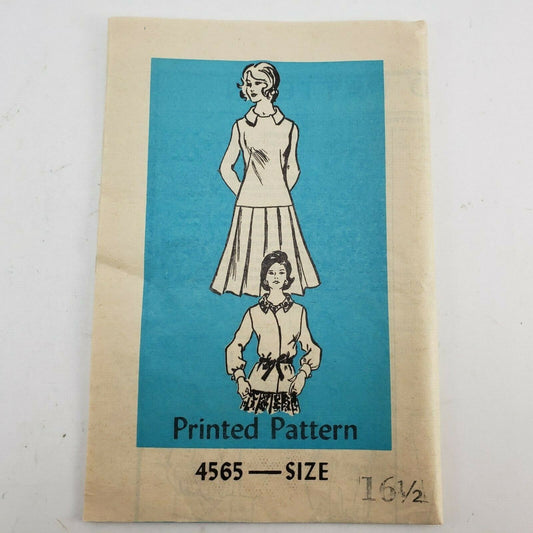 Printed Pattern
4565 — SIZE 16½